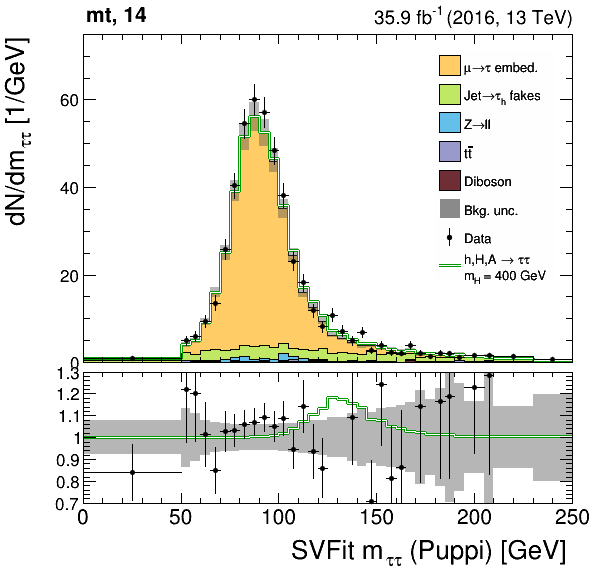 mt, 14
35.9 fb⁻¹ (2016, 13 TeV)
dN/dm_ττ [1/GeV]
60
40
20
0
μ→τ embed.
Jet→τ_h fakes
Z→ll
tt̅
Diboson
Bkg. unc.
Data
h,H,A → ττ
m_H = 400 GeV
1.3
1.2
1.1
1
0.9
0.8
0.7
0 50 100 150 200 250
SVFit m_ττ (Puppi) [GeV]